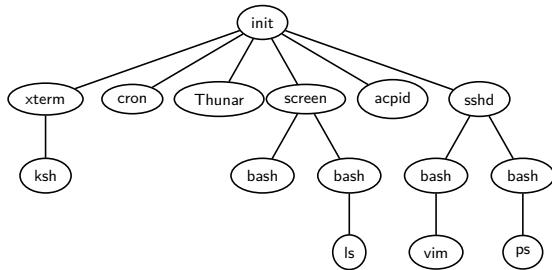 init
xterm cron Thunar screen acpid sshd
ksh bash bash bash bash
ls vim ps